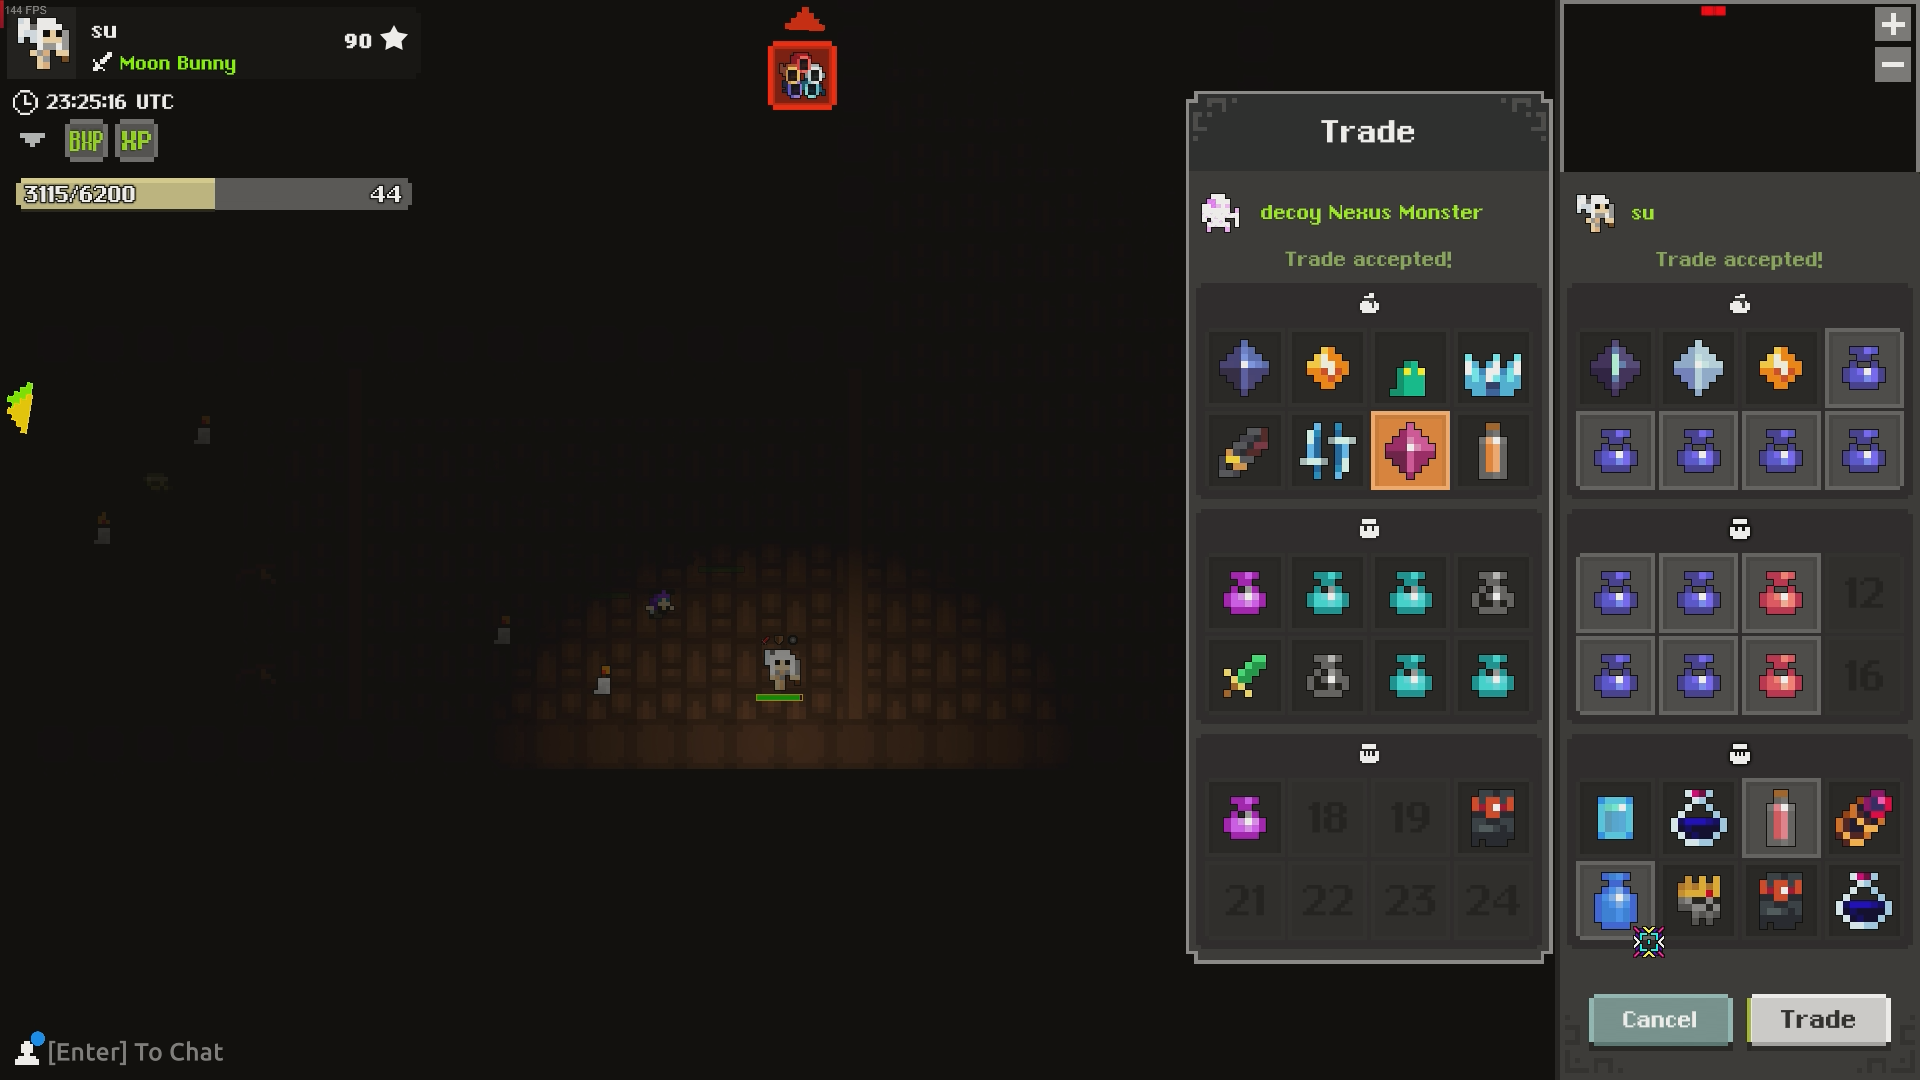 144 FPS
su
90
Moon Bunny
23:25:16 UTC
BXP XP
3115/6200 44
Trade
decoy Nexus Monster
Trade accepted!
18 19
21 22 23 24
su
Trade accepted!
12
16
Cancel
Trade
[Enter] To Chat